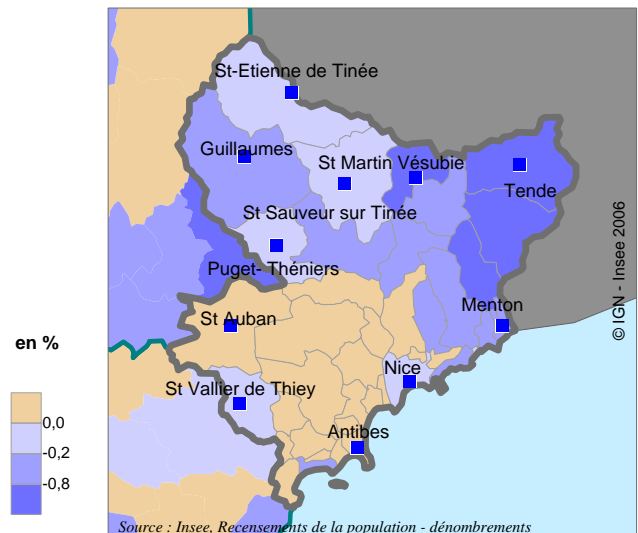 St-Etienne de Tinée
Guillaumes
St Martin Vésubie
Tende
St Sauveur sur Tinée
Puget- Théniers
Menton
St Auban
en %
Nice
St Vallier de Thiey
0,0
-0,2
Antibes
-0,8
Source : Insee, Recensements de la population - dénombrements
© IGN - Insee 2006